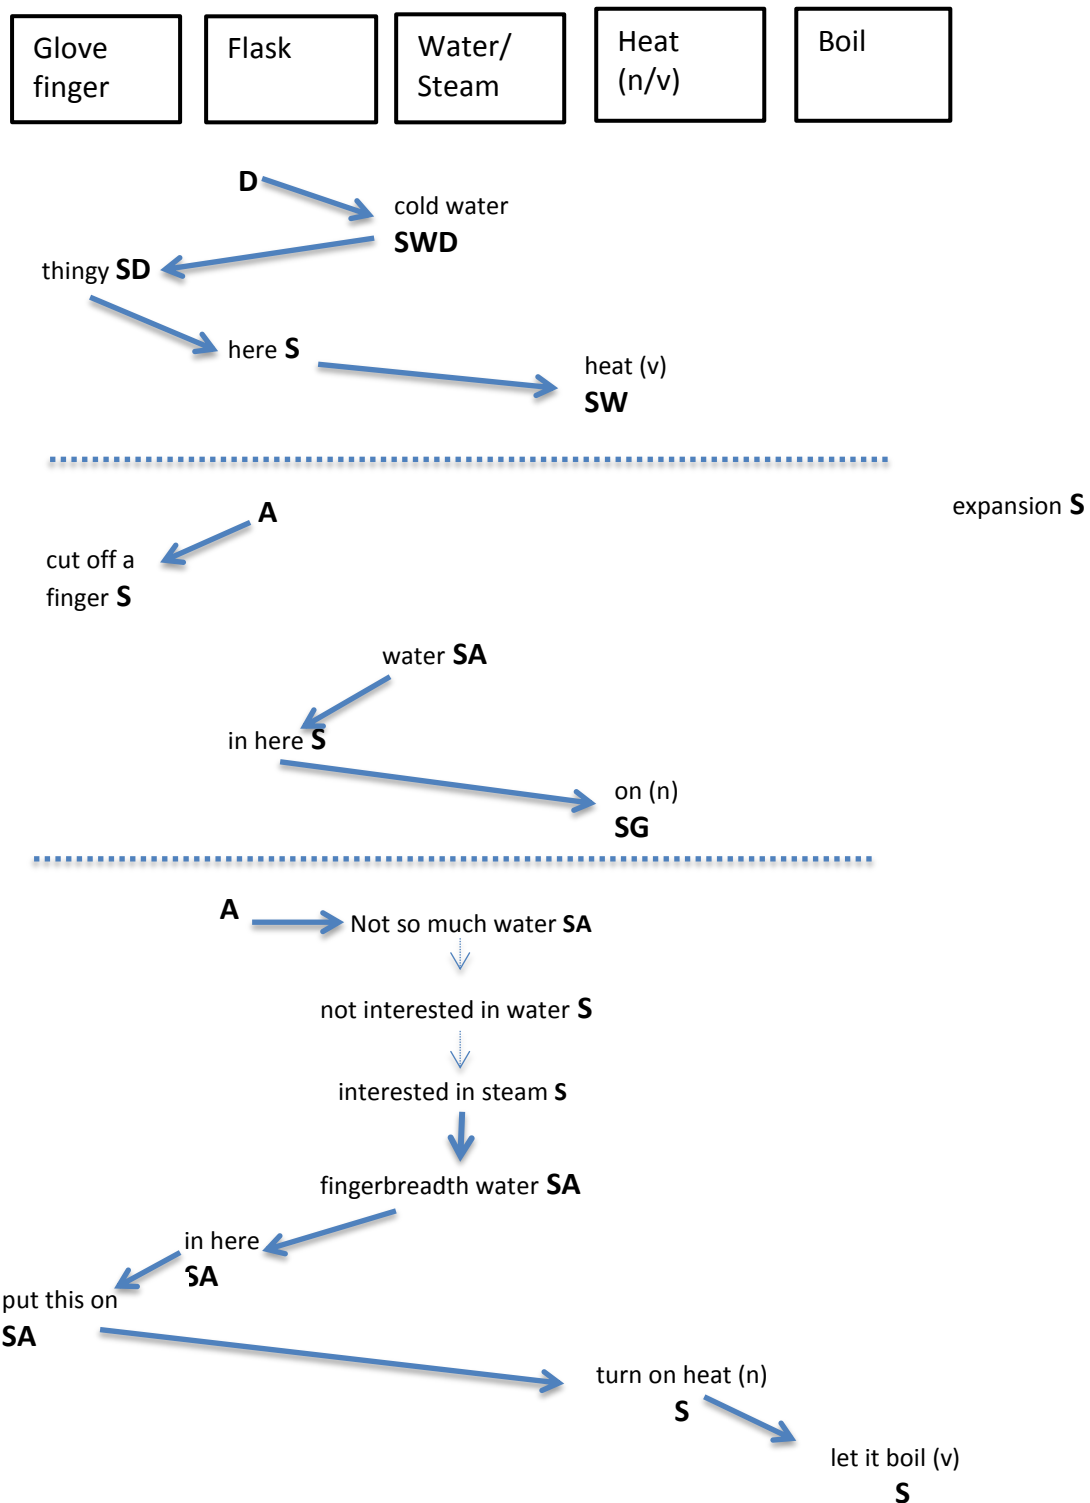 Glove
finger
Flask
Water/
Steam
Heat
(n/v)
Boil
D
cold water
SWD
thingy SD
here S
heat (v)
SW
A
expansion S
cut off a
finger S
water SA
in here S
on (n)
SG
A
Not so much water SA
not interested in water S
interested in steam S
fingerbreadth water SA
in here
SA
put this on
SA
turn on heat (n)
S
let it boil (v)
S